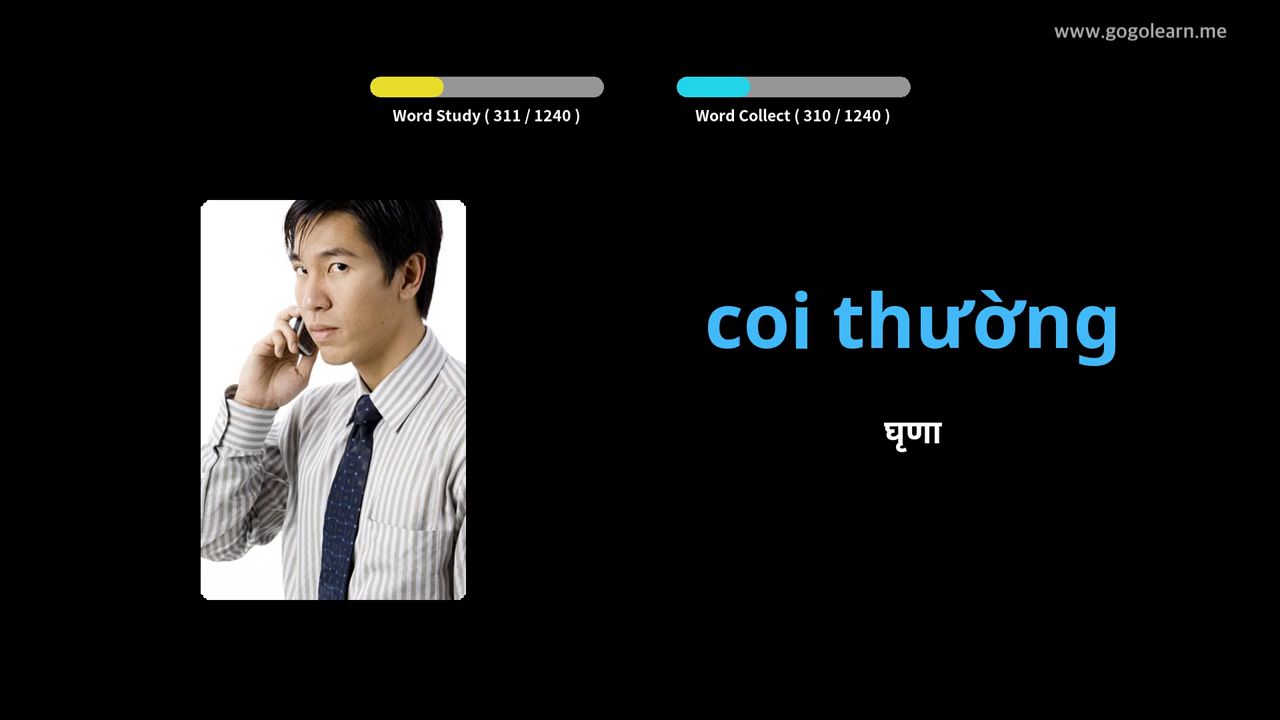 www.gogolearn.me
Word Study ( 311 / 1240 )
Word Collect ( 310 / 1240 )
coi thường
घृणा